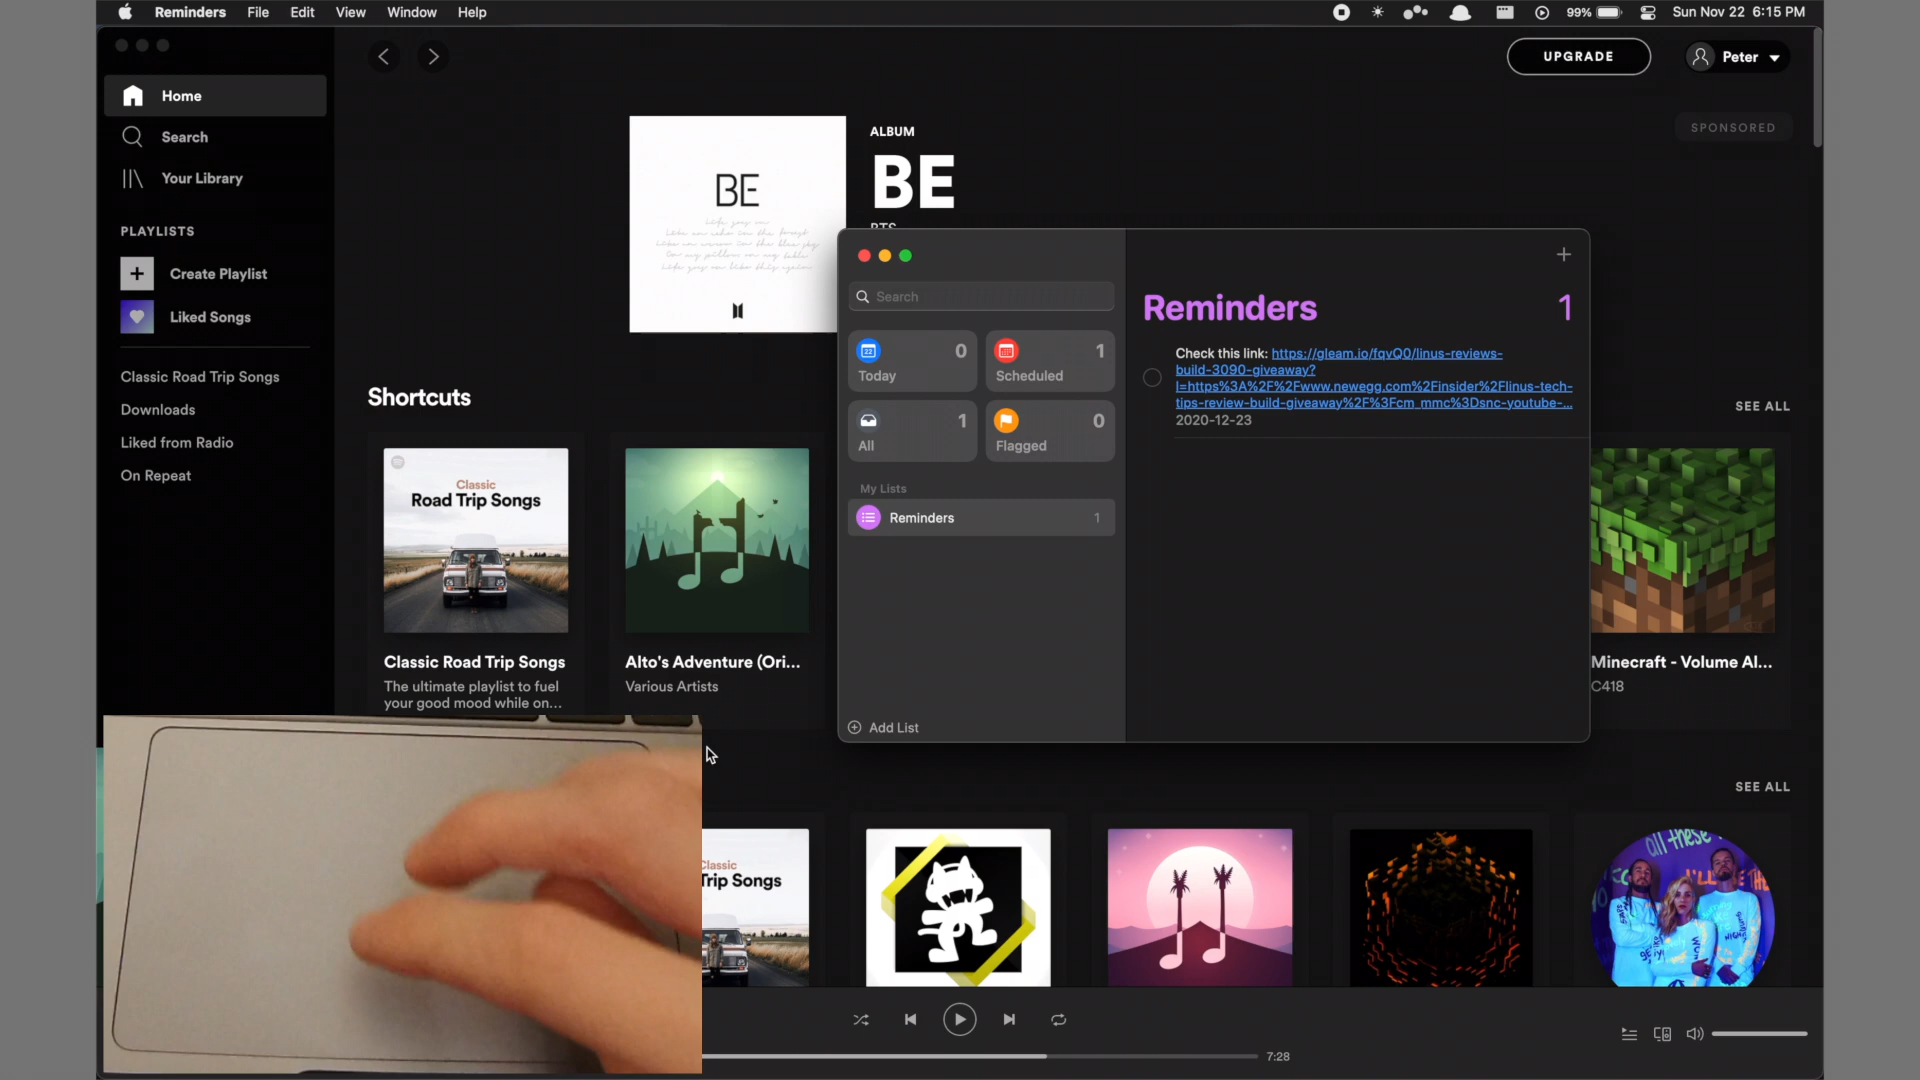 Reminders File Edit View Window Help
99% Sun Nov 22 6:15 PM
UPGRADE
Peter
Home
Search
Your Library
PLAYLISTS
Create Playlist
Liked Songs
Classic Road Trip Songs
Downloads
Liked from Radio
On Repeat
SPONSORED
BE
ALBUM
BE
BTS
Search
22
0
Today
1
Scheduled
1
All
0
Flagged
My Lists
Reminders 1
Add List
Reminders 1
Check this link: https://gleam.io/fqvQ0/linus-reviews-
build-3090-giveaway?
l=https%3A%2F%2Fwww.newegg.com%2Finsider%2Flinus-tech-
tips-review-build-giveaway%2F%3Fcm_mmc%3Dsnc-youtube-...
2020-12-23
Shortcuts
SEE ALL
Classic
Road Trip Songs
Classic Road Trip Songs
The ultimate playlist to fuel
your good mood while on...
Alto's Adventure (Ori...
Various Artists
Minecraft - Volume Al...
C418
SEE ALL
Classic
Trip Songs
all these
7:28